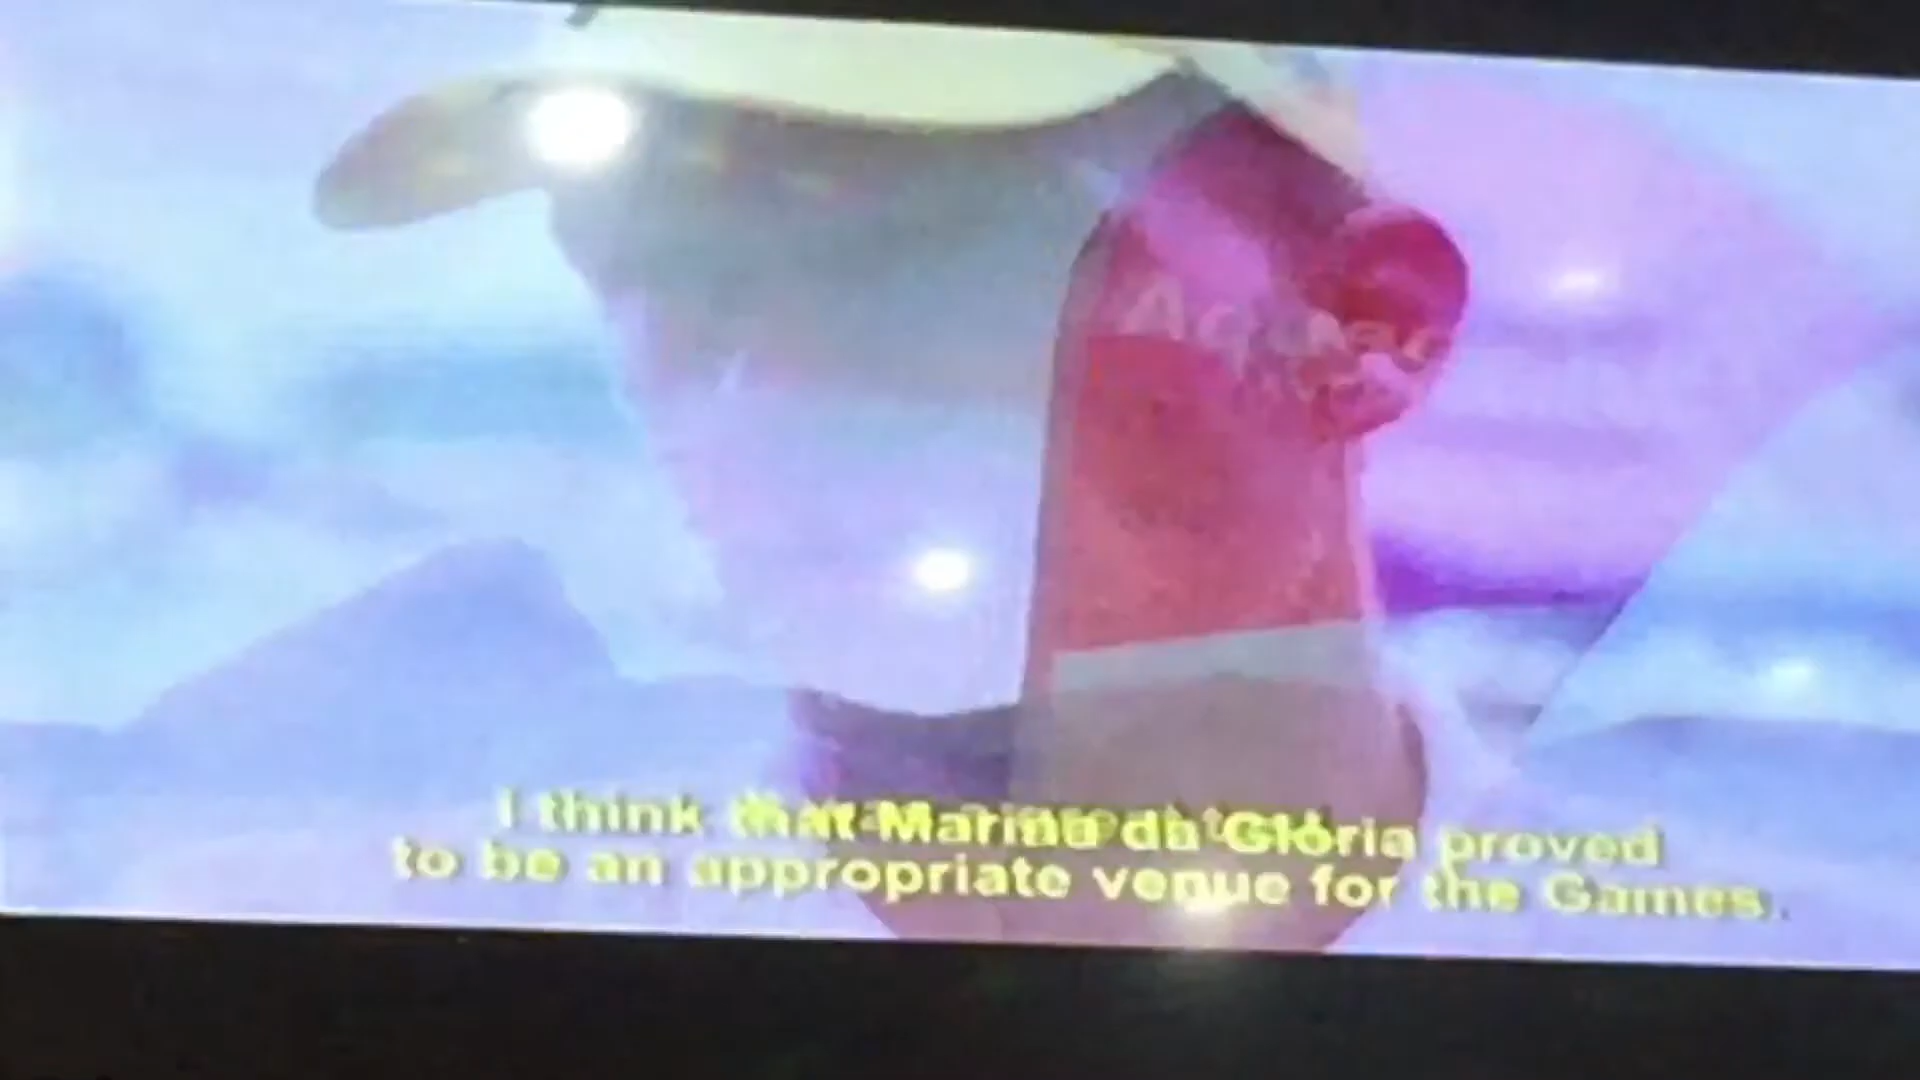 I think that Marina da Glória proved
to be an appropriate venue for the Games.